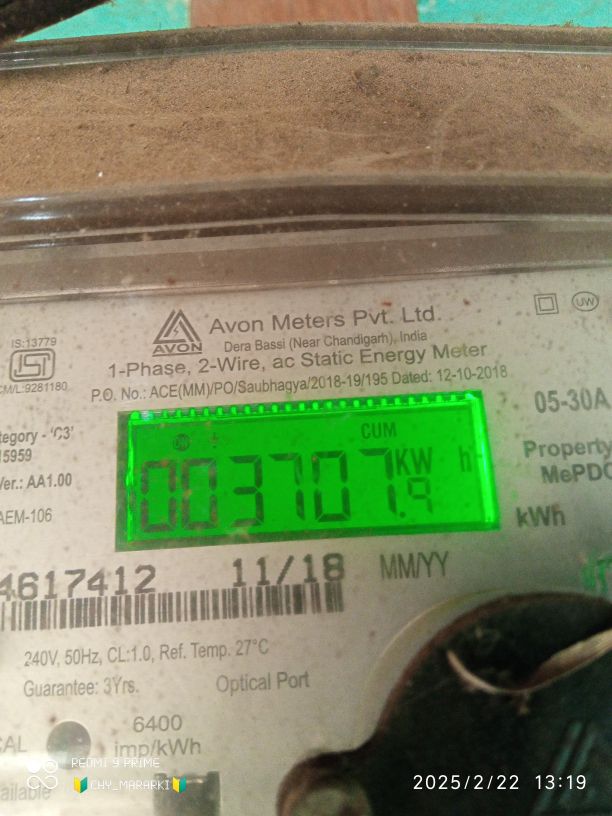 Avon Meters Pvt. Ltd.
AVON
Dera Bassi (Near Chandigarh), India
1-Phase, 2-Wire, ac Static Energy Meter
P.O. No.: ACE(MM)/PO/Saubhagya/2018-19/195 Dated: 12-10-2018
UW
IS:13779
CM/L:9281180
tegory - 'C3'
15959
Ver.: AA1.00
AEM-106
05-30A
Property
MePDC
kWh
CUM
003707.9 KW h
4617412 11/18 MM/YY
240V, 50Hz, CL:1.0, Ref. Temp. 27°C
Guarantee: 3Yrs. Optical Port
CAL 6400
imp/kWh
ailable
REDMI 9 PRIME
🔰CHY_MARARKI🔰
2025/2/22 13:19